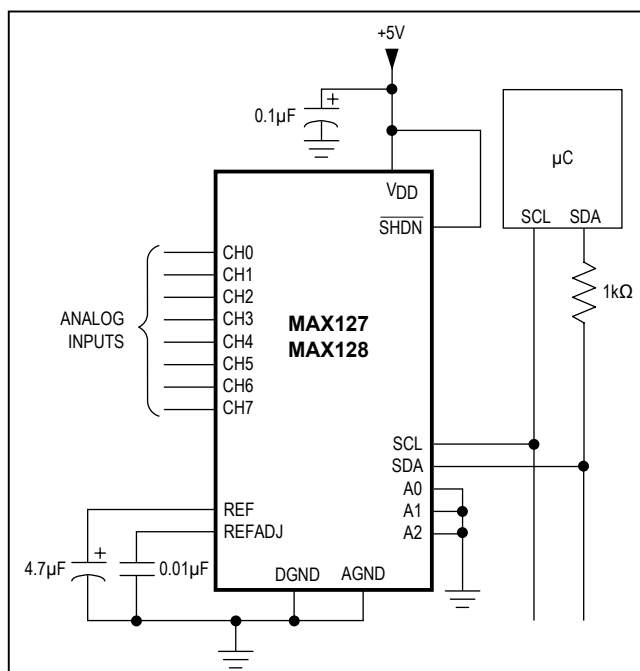 +5V
0.1µF
+
µC
SCL SDA
VDD
SHDN
1kΩ
ANALOG
INPUTS
CH0
CH1
CH2
CH3
CH4
CH5
CH6
CH7
MAX127
MAX128
SCL
SDA
A0
A1
A2
REF
REFADJ
4.7µF
+
0.01µF
DGND AGND